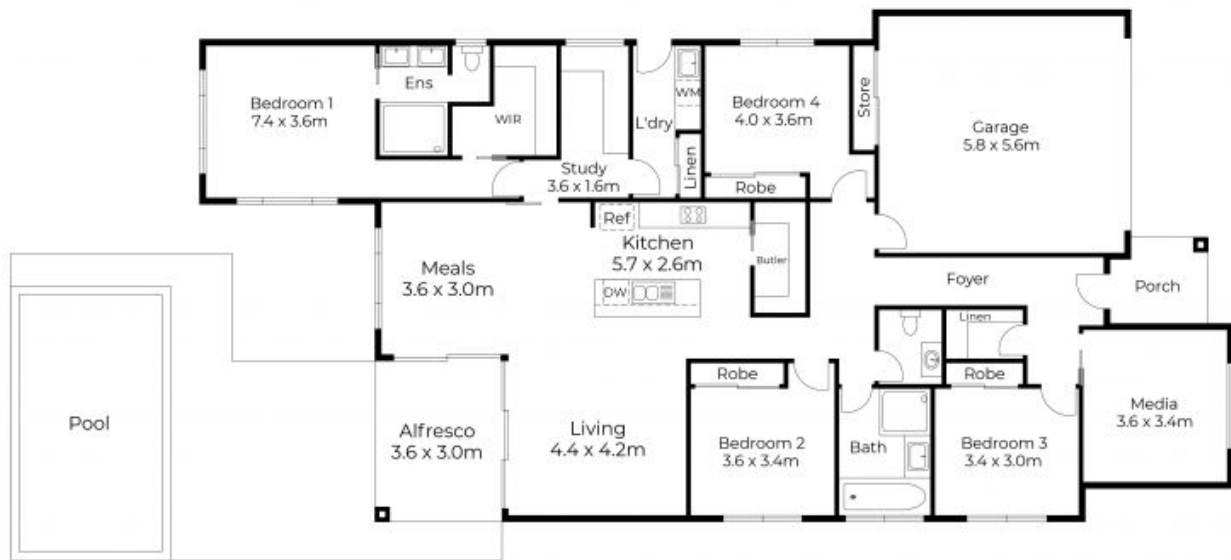 Bedroom 1
7.4 x 3.6m
Ens
WIR
Study
3.6 x 1.6m
L'dry
WM
Linen
Bedroom 4
4.0 x 3.6m
Robe
Store
Garage
5.8 x 5.6m
Meals
3.6 x 3.0m
Ref
Kitchen
5.7 x 2.6m
DW
Butler
Foyer
Porch
Linen
Robe
Robe
Pool
Alfresco
3.6 x 3.0m
Living
4.4 x 4.2m
Bedroom 2
3.6 x 3.4m
Bath
Bedroom 3
3.4 x 3.0m
Media
3.6 x 3.4m